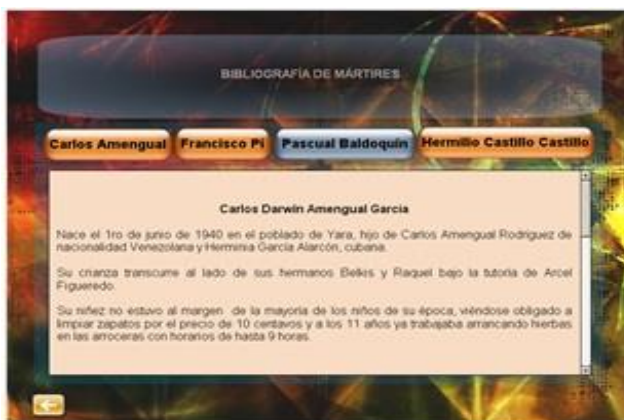 BIBLIOGRAFÍA DE MÁRTIRES
Carlos Amengual
Francisco Pi
Pascual Baldoquín
Hermilio Castillo Castillo
Carlos Darwin Amengual García
Nace el 1ro de junio de 1940 en el poblado de Yara, hijo de Carlos Amengual Rodríguez de
nacionalidad Venezolana y Herminia García Alarcón, cubana.
Su crianza transcurre al lado de sus hermanos Belkis y Raquel bajo la tutoría de Arcel
Figueredo.
Su niñez no estuvo al margen de la mayoría de los niños de su época, viéndose obligado a
limpiar zapatos por el precio de 10 centavos y a los 11 años ya trabajaba arrancando hierbas
en las arroceras con horarios de hasta 9 horas.